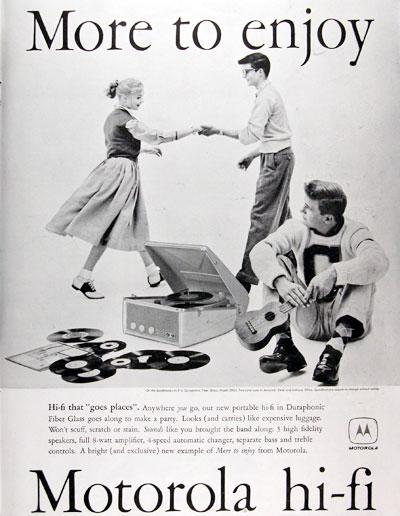 More to enjoy
Hi-fi that "goes places". Anywhere you go, our new portable hi-fi in Duraphonic
Fiber Glass goes along to make a party. Looks (and carries) like expensive luggage.
Won't scuff, scratch or stain. Sounds like you brought the band along: 3 high fidelity
speakers, full 8-watt amplifier, 4-speed automatic changer, separate bass and treble
controls. A bright (and exclusive) new example of More to enjoy from Motorola.
MOTOROLA
Motorola hi-fi